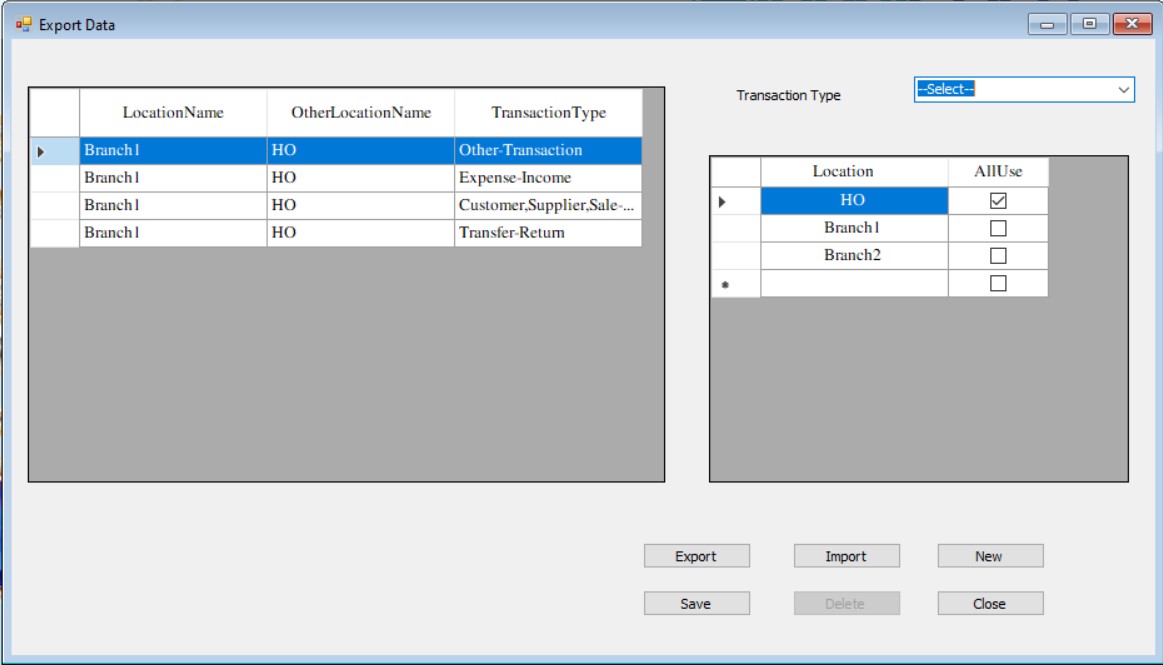 Export Data
Transaction Type --Select--
LocationName OtherLocationName TransactionType
Branch1 HO Other-Transaction
Branch1 HO Expense-Income
Branch1 HO Customer,Supplier,Sale-...
Branch1 HO Transfer-Return
Location AllUse
HO
Branch1
Branch2
Export Import New
Save Delete Close